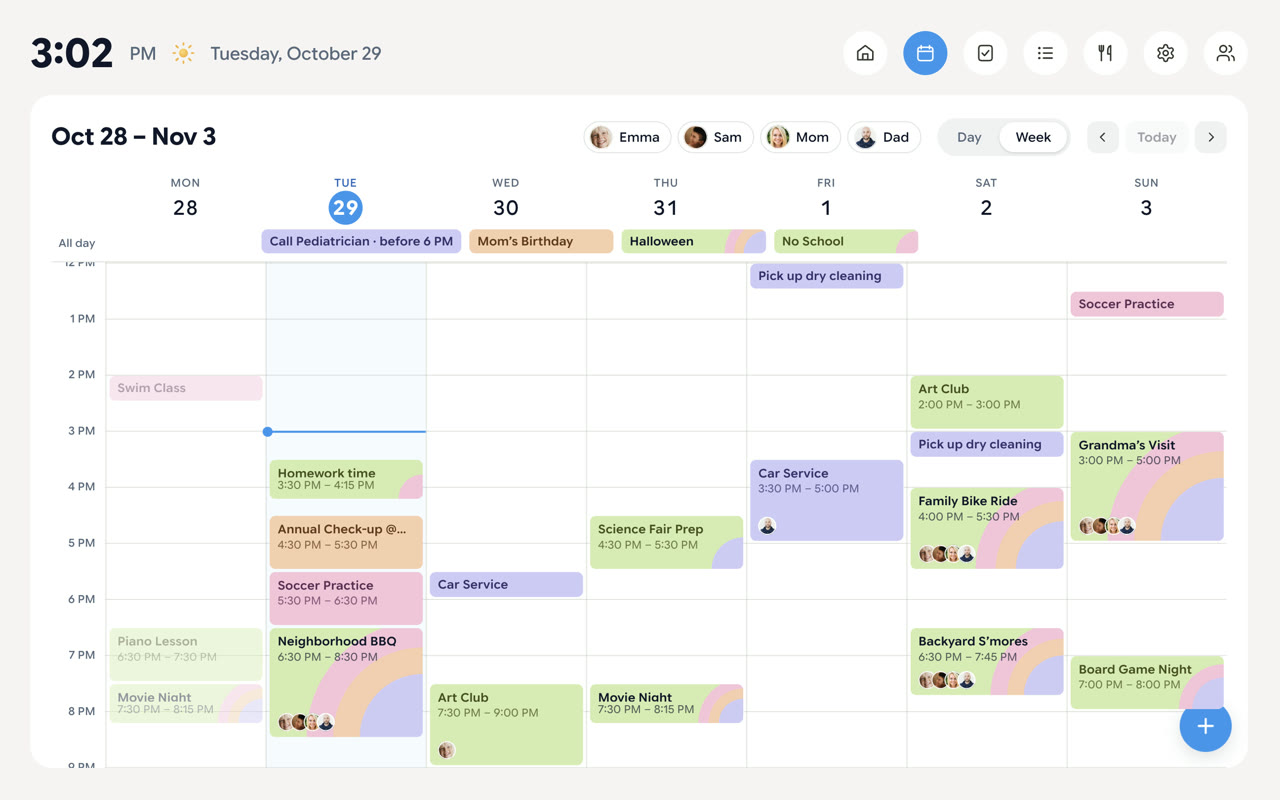 3:02 PM Tuesday, October 29
Oct 28 – Nov 3
Emma
Sam
Mom
Dad
Day
Week
Today
MON
28
TUE
29
WED
30
THU
31
FRI
1
SAT
2
SUN
3
All day
Call Pediatrician · before 6 PM
Mom's Birthday
Halloween
No School
12 PM
1 PM
2 PM
3 PM
4 PM
5 PM
6 PM
7 PM
8 PM
9 PM
Swim Class
Piano Lesson
6:30 PM – 7:30 PM
Movie Night
7:30 PM – 8:15 PM
Homework time
3:30 PM – 4:15 PM
Annual Check-up @...
4:30 PM – 5:30 PM
Soccer Practice
5:30 PM – 6:30 PM
Neighborhood BBQ
6:30 PM – 8:30 PM
Car Service
Art Club
7:30 PM – 9:00 PM
Science Fair Prep
4:30 PM – 5:30 PM
Movie Night
7:30 PM – 8:15 PM
Pick up dry cleaning
Car Service
3:30 PM – 5:00 PM
Art Club
2:00 PM – 3:00 PM
Pick up dry cleaning
Family Bike Ride
4:00 PM – 5:30 PM
Backyard S'mores
6:30 PM – 7:45 PM
Soccer Practice
Grandma's Visit
3:00 PM – 5:00 PM
Board Game Night
7:00 PM – 8:00 PM